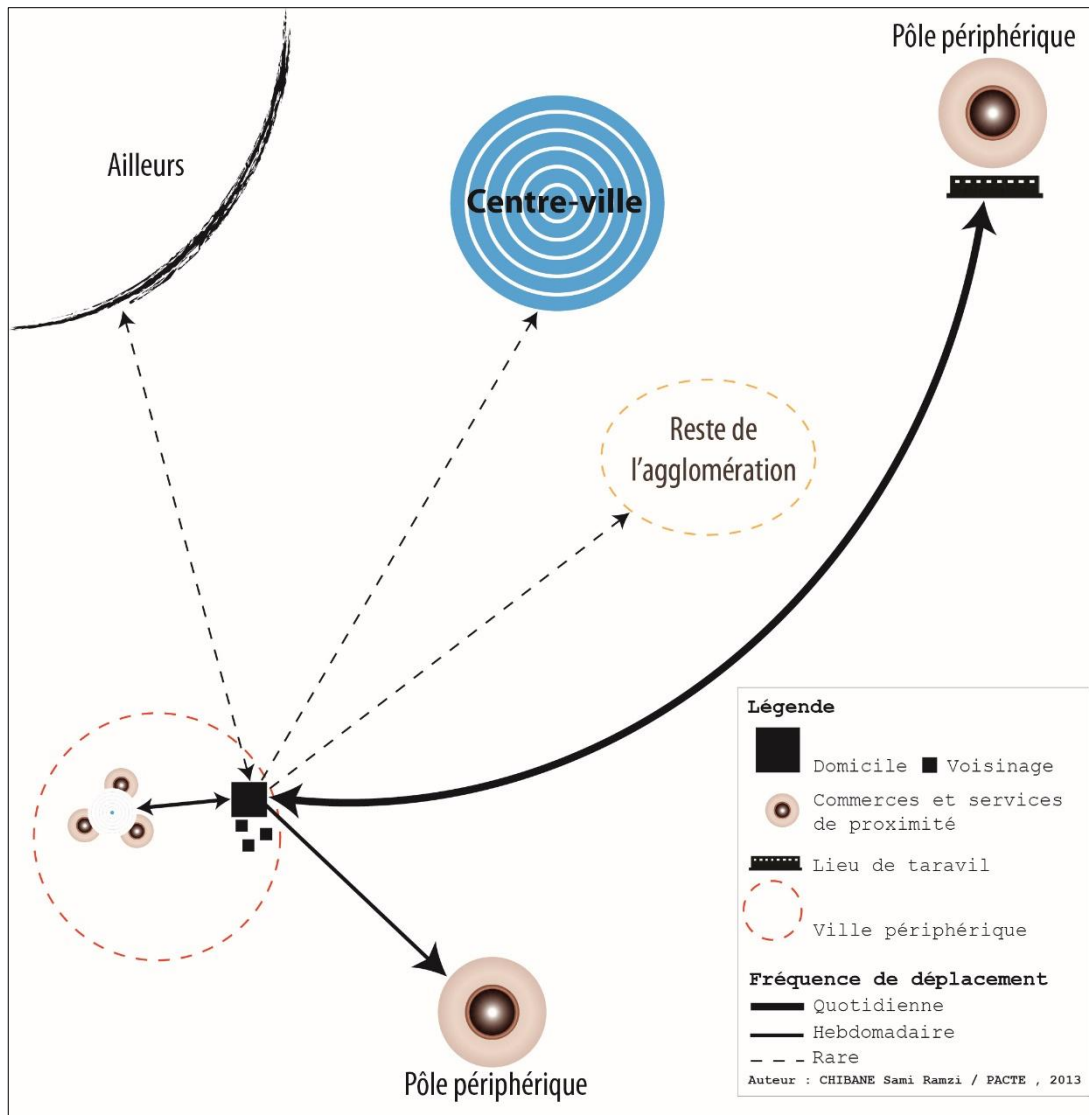 Pôle périphérique
Ailleurs
Centre-ville
Reste de
l'agglomération
Légende
Domicile
Voisinage
Commerces et services
de proximité
Lieu de taravil
Ville périphérique
Fréquence de déplacement
Quotidienne
Hebdomadaire
Rare
Auteur : CHIBANE Sami Ramzi / PACTE , 2013
Pôle périphérique